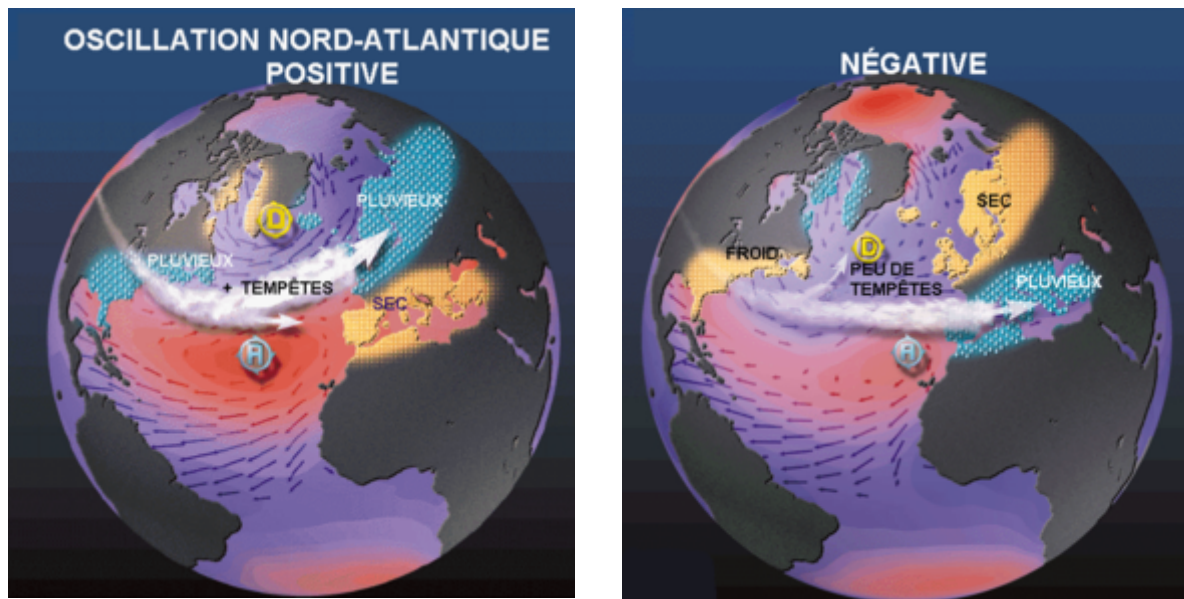 OSCILLATION NORD-ATLANTIQUE
POSITIVE
D
PLUVIEUX
PLUVIEUX
+ TEMPÊTES
SEC
A
NÉGATIVE
SEC
FROID
D
PEU DE
TEMPÊTES
PLUVIEUX
A